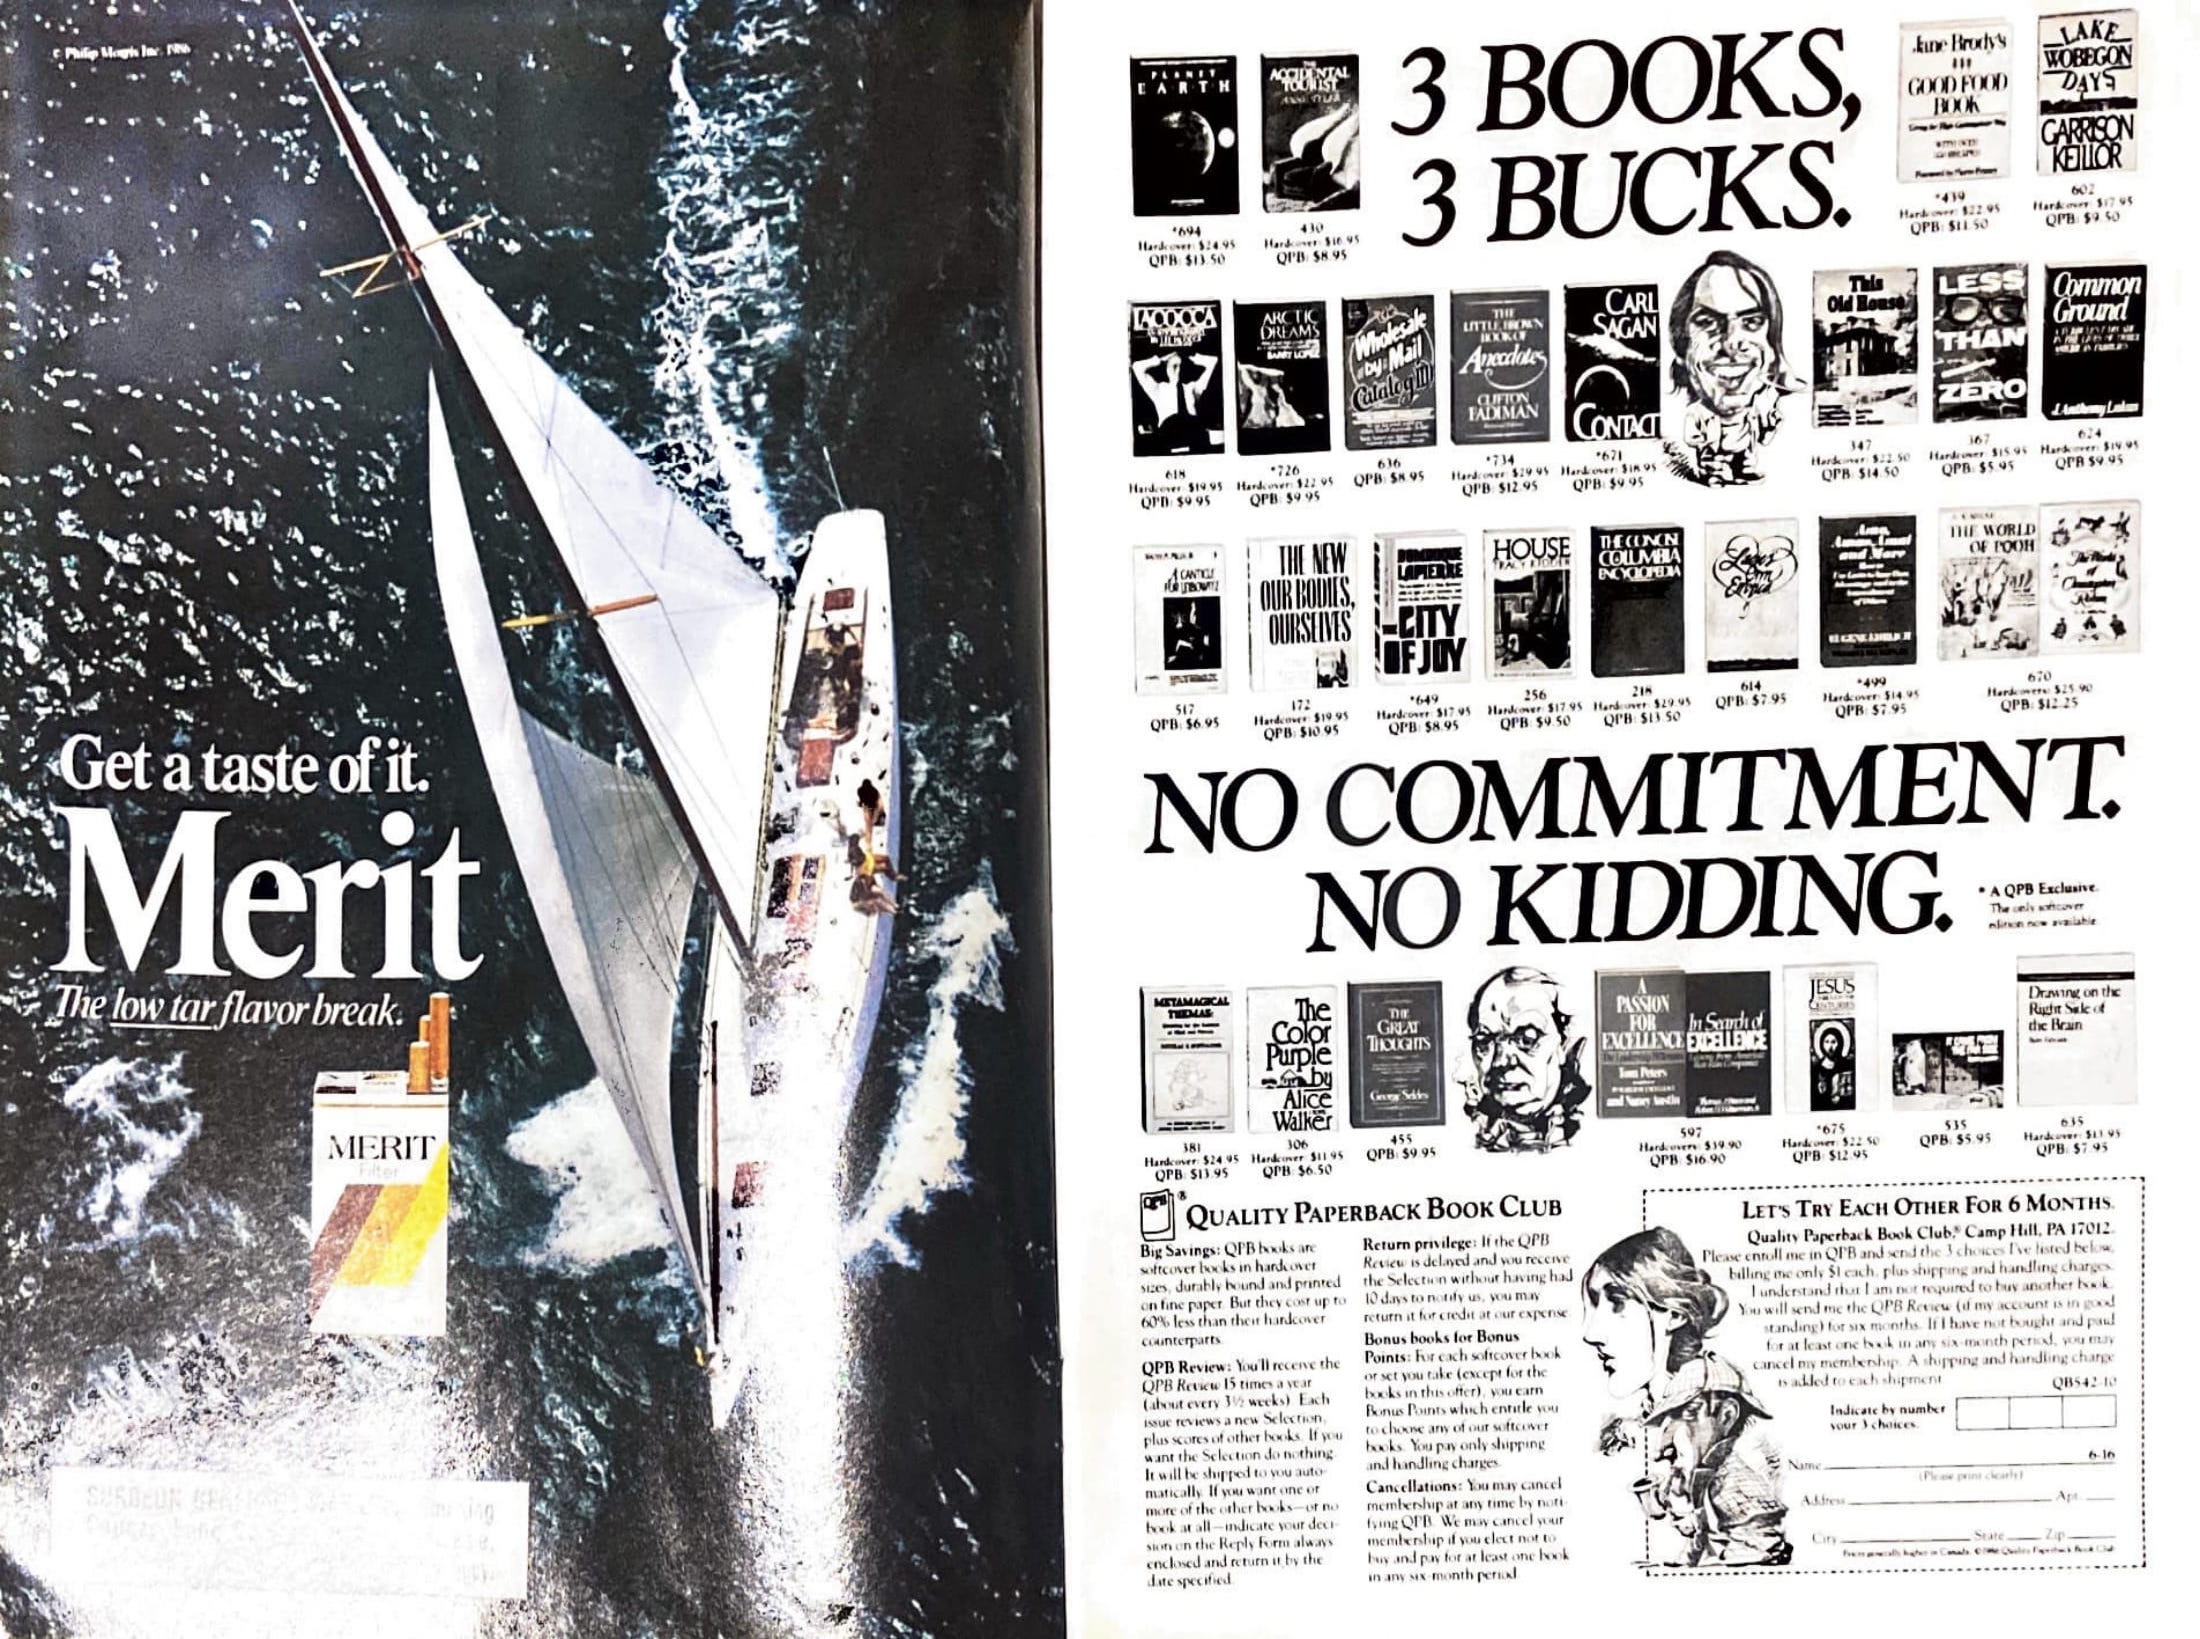 © Philip Morris Inc. 1986
Get a taste of it.
Merit
The low tar flavor break.
MERIT
Filter
3 BOOKS,
3 BUCKS.
PLANET
EARTH
*694
Hardcover: $24.95
QPB: $13.50
THE
ACCIDENTAL
TOURIST
ANNE TYLER
430
Hardcover: $16.95
QPB: $8.95
Jane Brody's
GOOD FOOD
BOOK
*439
Hardcover: $22.95
QPB: $11.50
LAKE
WOBEGON
DAYS
GARRISON
KEILLOR
602
Hardcover: $17.95
QPB: $9.50
IACOCCA
618
Hardcover: $19.95
QPB: $9.95
ARCTIC
DREAMS
BARRY LOPEZ
*726
Hardcover: $22.95
QPB: $9.95
Wholesale
by Mail
Catalog
636
QPB: $8.95
THE
LITTLE, BROWN
BOOK OF
Anecdotes
CLIFTON
FADIMAN
*734
Hardcover: $29.95
QPB: $12.95
CARL
SAGAN
CONTACT
*671
Hardcover: $18.95
QPB: $9.95
This
Old House
347
Hardcover: $22.50
QPB: $14.50
LESS
THAN
ZERO
367
Hardcover: $15.95
QPB: $5.95
Common
Ground
J. Anthony Lukas
624
Hardcover: $19.95
QPB: $9.95
A CANTICLE
FOR LEIBOWITZ
517
QPB: $6.95
THE NEW
OUR BODIES,
OURSELVES
172
Hardcover: $19.95
QPB: $10.95
DOMINIQUE
LAPIERRE
THE CITY
OF JOY
*649
Hardcover: $17.95
QPB: $8.95
HOUSE
TRACY KIDDER
256
Hardcover: $17.95
QPB: $9.50
THE CONCISE
COLUMBIA
ENCYCLOPEDIA
218
Hardcover: $29.95
QPB: $13.50
614
QPB: $7.95
*499
Hardcover: $14.95
QPB: $7.95
THE WORLD
OF POOH
The World
of
Christopher
Robin
670
Hardcovers: $25.90
QPB: $12.25
NO COMMITMENT.
NO KIDDING.
* A QPB Exclusive.
The only softcover
edition now available.
METAMAGICAL
THEMAS:
381
Hardcover: $24.95
QPB: $13.95
The
Color
Purple
by
Alice
Walker
306
Hardcover: $11.95
QPB: $6.50
THE
GREAT
THOUGHTS
George Seldes
455
QPB: $9.95
A
PASSION
FOR
EXCELLENCE
Tom Peters
and Nancy Austin
In Search of
EXCELLENCE
597
Hardcovers: $39.90
QPB: $16.90
JESUS
THROUGH THE
CENTURIES
*675
Hardcover: $22.50
QPB: $12.95
535
QPB: $5.95
Drawing on the
Right Side of
the Brain
635
Hardcover: $13.95
QPB: $7.95
QPB ®
QUALITY PAPERBACK BOOK CLUB
Big Savings: QPB books are
softcover books in hardcover
sizes, durably bound and printed
on fine paper. But they cost up to
60% less than their hardcover
counterparts.
QPB Review: You'll receive the
QPB Review 15 times a year
(about every 3½ weeks). Each
issue reviews a new Selection,
plus scores of other books. If you
want the Selection do nothing.
It will be shipped to you auto-
matically. If you want one or
more of the other books—or no
book at all—indicate your deci-
sion on the Reply Form always
enclosed and return it by the
date specified.
Return privilege: If the QPB
Review is delayed and you receive
the Selection without having had
10 days to notify us, you may
return it for credit at our expense.
Bonus books for Bonus
Points: For each softcover book
or set you take (except for the
books in this offer), you earn
Bonus Points which entitle you
to choose any of our softcover
books. You pay only shipping
and handling charges.
Cancellations: You may cancel
membership at any time by noti-
fying QPB. We may cancel your
membership if you elect not to
buy and pay for at least one book
in any six-month period.
LET'S TRY EACH OTHER FOR 6 MONTHS.
Quality Paperback Book Club,® Camp Hill, PA 17012.
Please enroll me in QPB and send the 3 choices I've listed below,
billing me only $1 each, plus shipping and handling charges.
I understand that I am not required to buy another book.
You will send me the QPB Review (if my account is in good
standing) for six months. If I have not bought and paid
for at least one book in any six-month period, you may
cancel my membership. A shipping and handling charge
is added to each shipment.
QB542-10
Indicate by number
your 3 choices.
6-16
Name
(Please print clearly)
Address Apt.
City State Zip
Prices generally higher in Canada. ©1986 Quality Paperback Book Club